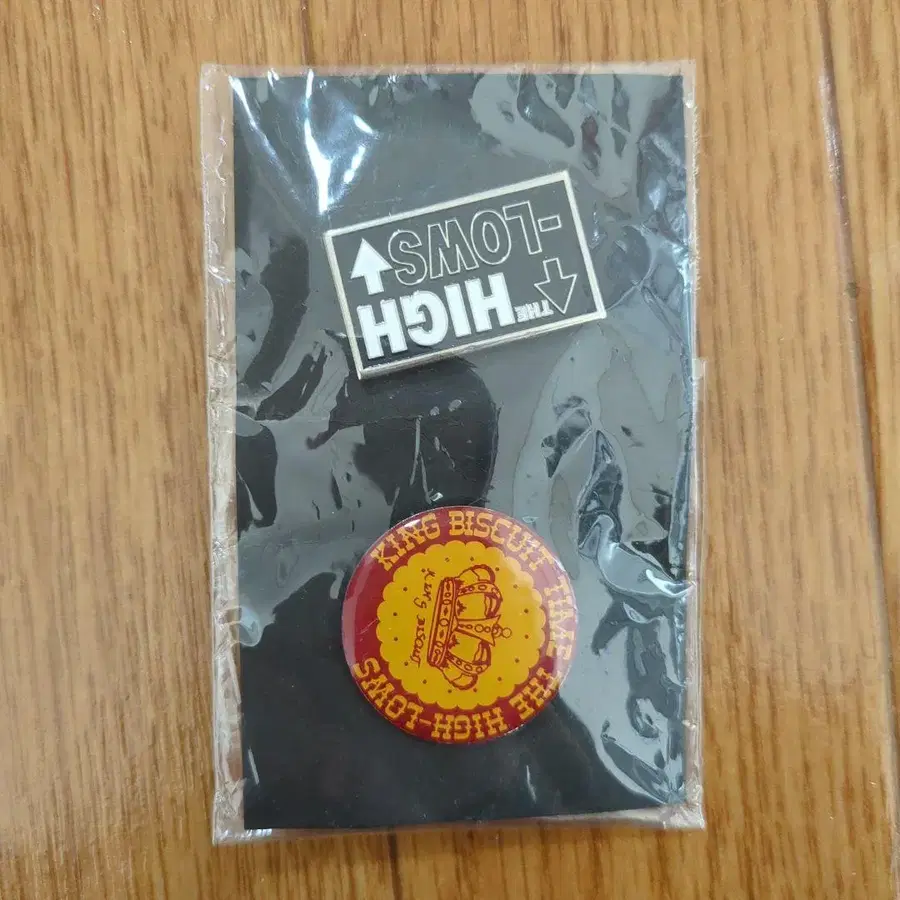 THE HIGH
-LOWS
KING BISCUIT TIME
THE HIGH-LOWS
KING BISCUIT